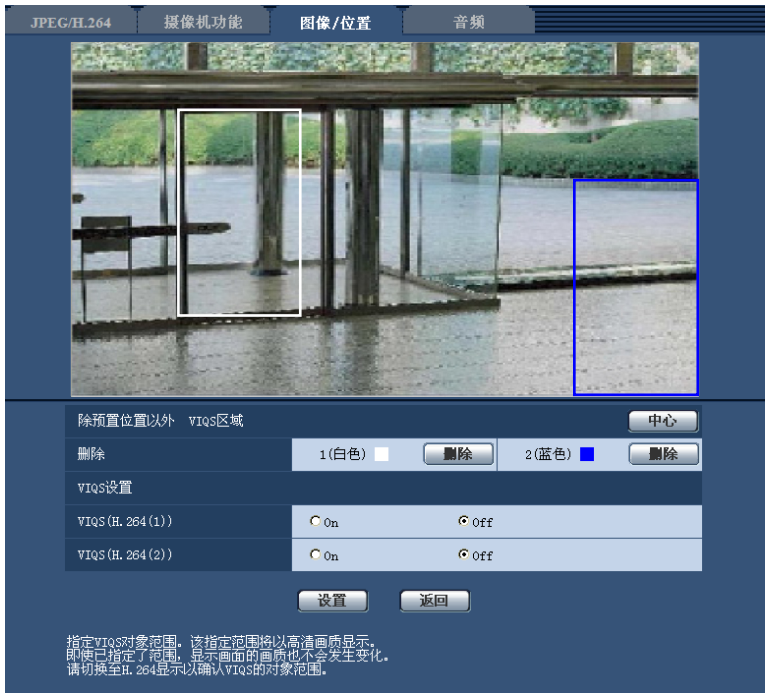 JPEG/H.264 摄像机功能 图像/位置 音频
除预置位置以外 VIQS区域 中心
删除 1(白色) 删除 2(蓝色) 删除
VIQS设置
VIQS(H.264(1)) On Off
VIQS(H.264(2)) On Off
设置 返回
指定VIQS对象范围。该指定范围将以高清画质显示。
即使已指定了范围，显示画面的画质也不会发生变化。
请切换至H.264显示以确认VIQS的对象范围。